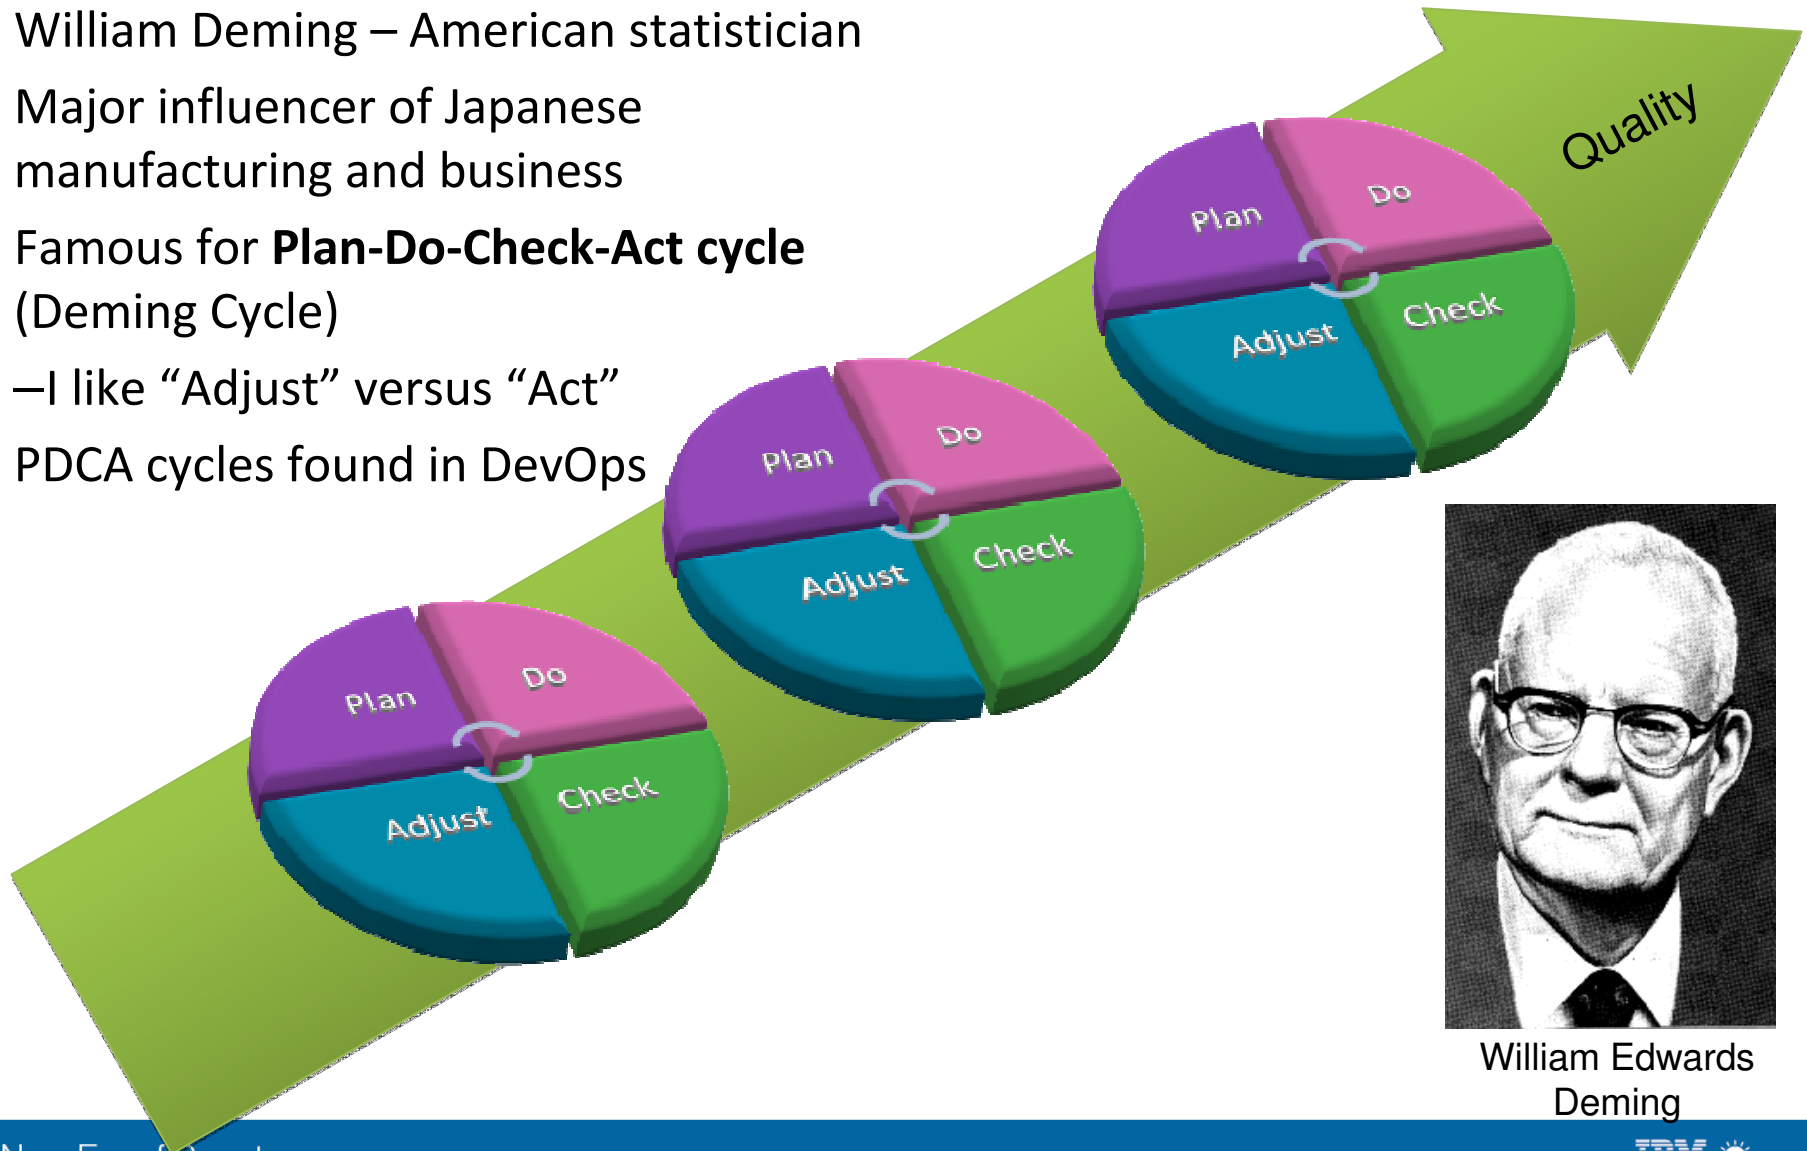 William Deming – American statistician
Major influencer of Japanese
manufacturing and business
Famous for Plan-Do-Check-Act cycle
(Deming Cycle)
–I like “Adjust” versus “Act”
PDCA cycles found in DevOps
Quality
Plan
Do
Check
Adjust
Plan
Do
Check
Adjust
Plan
Do
Check
Adjust
William Edwards
Deming
IBM